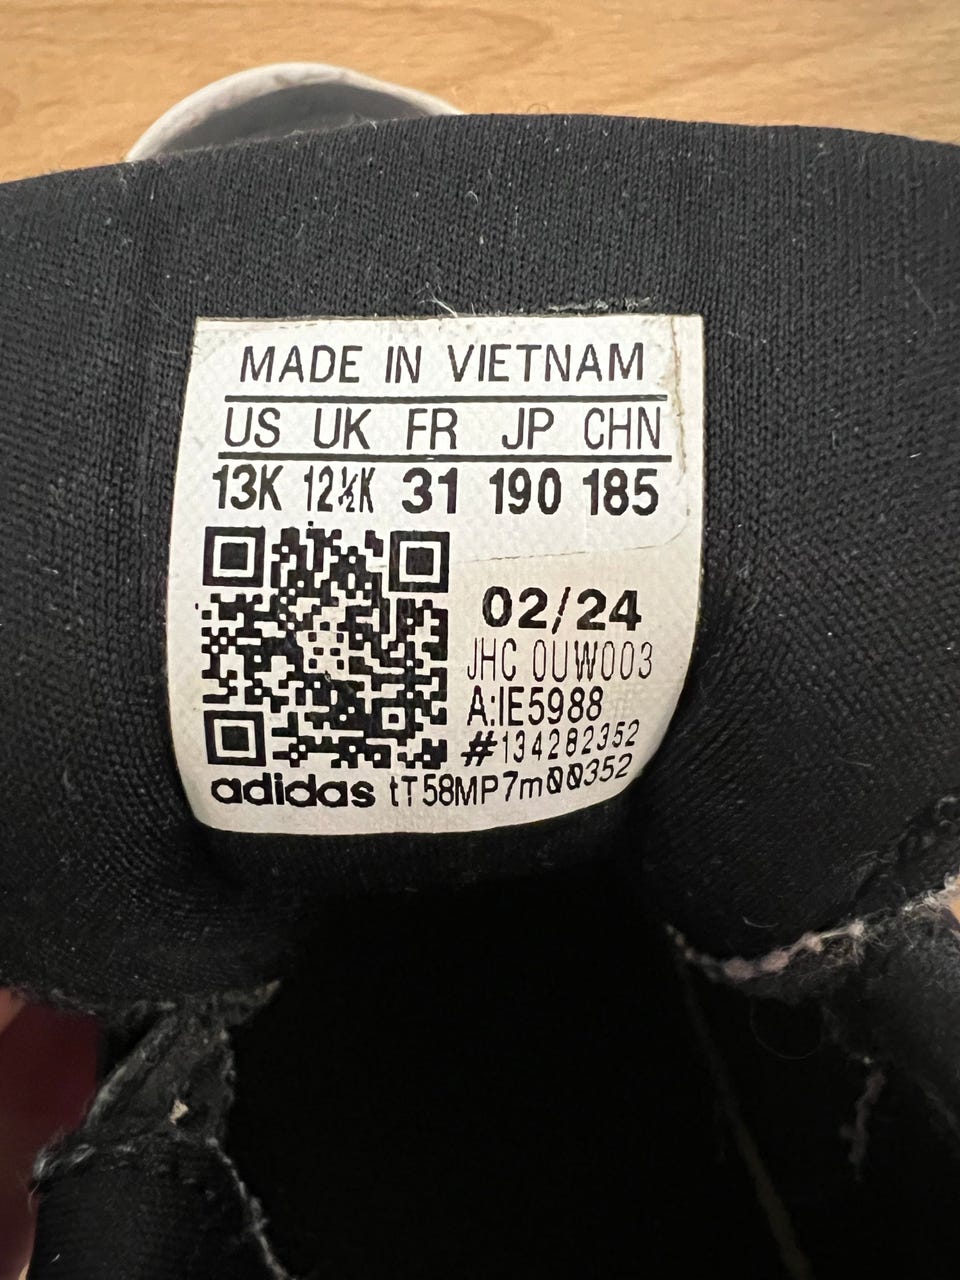 MADE IN VIETNAM
US UK FR JP CHN
13K 12½K 31 190 185
02/24
JHC 0UW003
A:IE5988
#134282352
adidas tT58MP7m00352